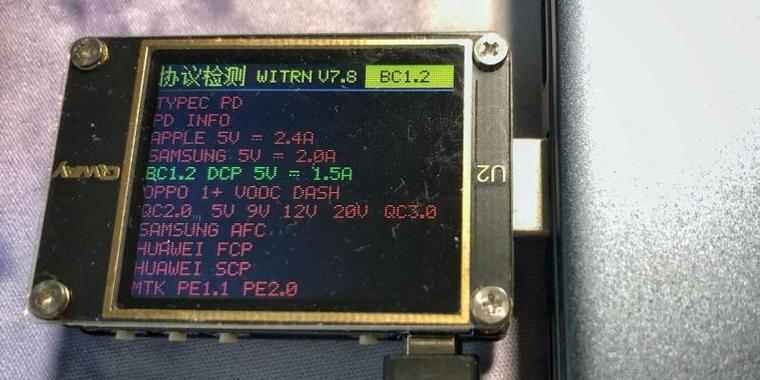 协议检测 WITRN V7.8 BC1.2
TYPEC PD
PD INFO
APPLE 5V = 2.4A
SAMSUNG 5V = 2.0A
BC1.2 DCP 5V = 1.5A
OPPO 1+ VOOC DASH
QC2.0 5V 9V 12V 20V QC3.0
SAMSUNG AFC
HUAWEI FCP
HUAWEI SCP
MTK PE1.1 PE2.0
Qway
U2